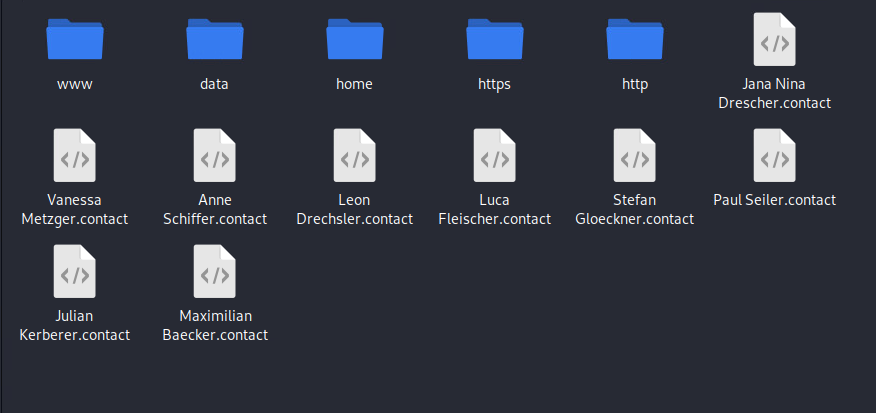 www
data
home
https
http
Jana Nina
Drescher.contact
Vanessa
Metzger.contact
Anne
Schiffer.contact
Leon
Drechsler.contact
Luca
Fleischer.contact
Stefan
Gloeckner.contact
Paul Seiler.contact
Julian
Kerberer.contact
Maximilian
Baecker.contact